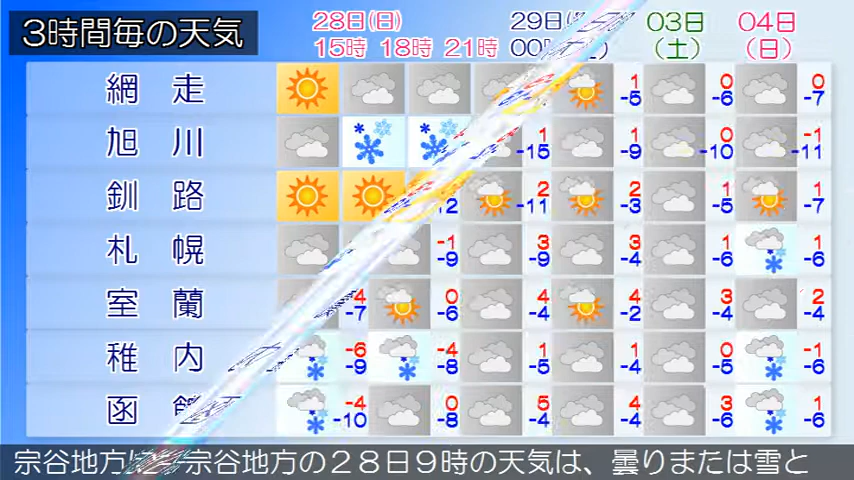 3時間毎の天気
28日(日) 29日( 03日 04日
15時 18時 21時 00 (土) (日)
網走 1 -5 0 -6 0 -7
旭川 1 -15 1 -9 0 -10 -1 -11
釧路 12 2 -11 2 -3 1 -5 1 -7
札幌 -1 -9 3 -9 3 -4 1 -6 1 -6
室蘭 4 -7 0 -6 4 -4 4 -2 3 -4 2 -4
稚内 -6 -9 -4 -8 1 -5 1 -4 0 -5 -1 -6
函 -4 -10 0 -8 5 -4 4 -4 3 -6 1 -6
宗谷地方 宗谷地方の28日9時の天気は、曇りまたは雪と